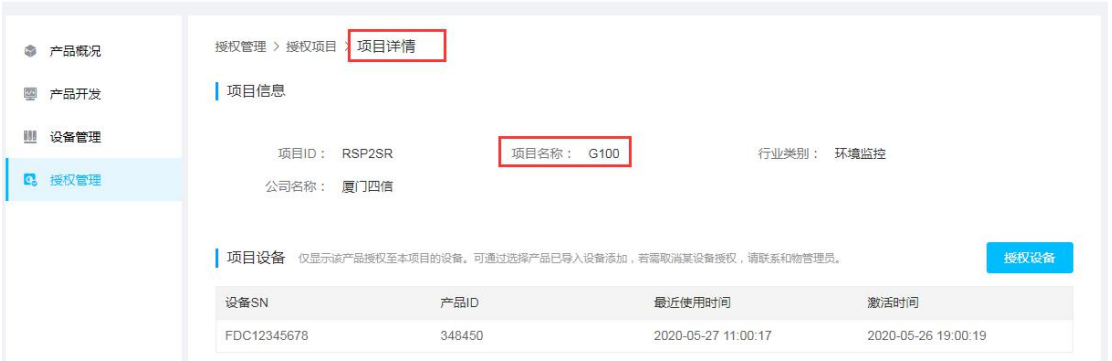 产品概况
产品开发
设备管理
授权管理
授权管理 > 授权项目 > 项目详情
项目信息
项目ID： RSP2SR 项目名称： G100 行业类别： 环境监控
公司名称： 厦门四信
项目设备 仅显示该产品授权至本项目的设备。可通过选择产品已导入设备添加，若需取消某设备授权，请联系和物管理员。 授权设备
设备SN 产品ID 最近使用时间 激活时间
FDC12345678 348450 2020-05-27 11:00:17 2020-05-26 19:00:19